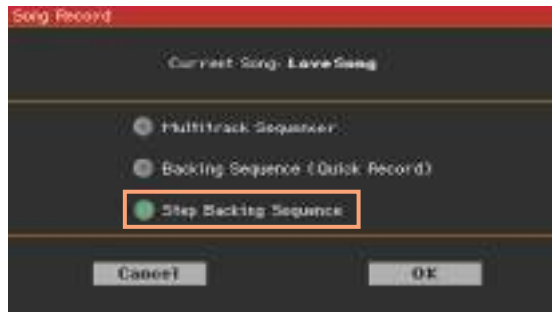 Song Record
Current Song: Love Song
Multitrack Sequencer
Backing Sequence (Quick Record)
Step Backing Sequence
Cancel OK